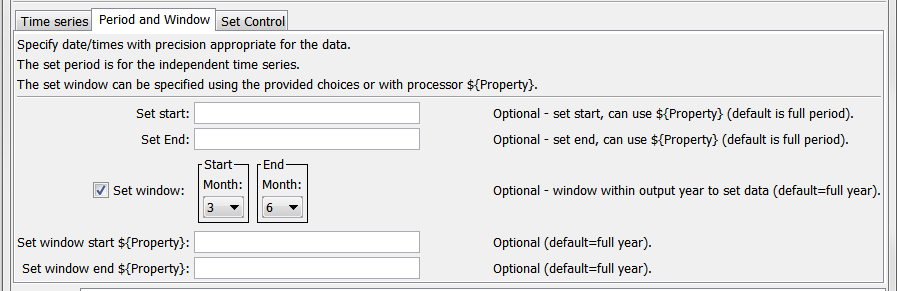 Time series Period and Window Set Control
Specify date/times with precision appropriate for the data.
The set period is for the independent time series.
The set window can be specified using the provided choices or with processor ${Property}.
Set start: Optional - set start, can use ${Property} (default is full period).
Set End: Optional - set end, can use ${Property} (default is full period).
Start End
Set window: Month: Month: Optional - window within output year to set data (default=full year).
3 6
Set window start ${Property}: Optional (default=full year).
Set window end ${Property}: Optional (default=full year).